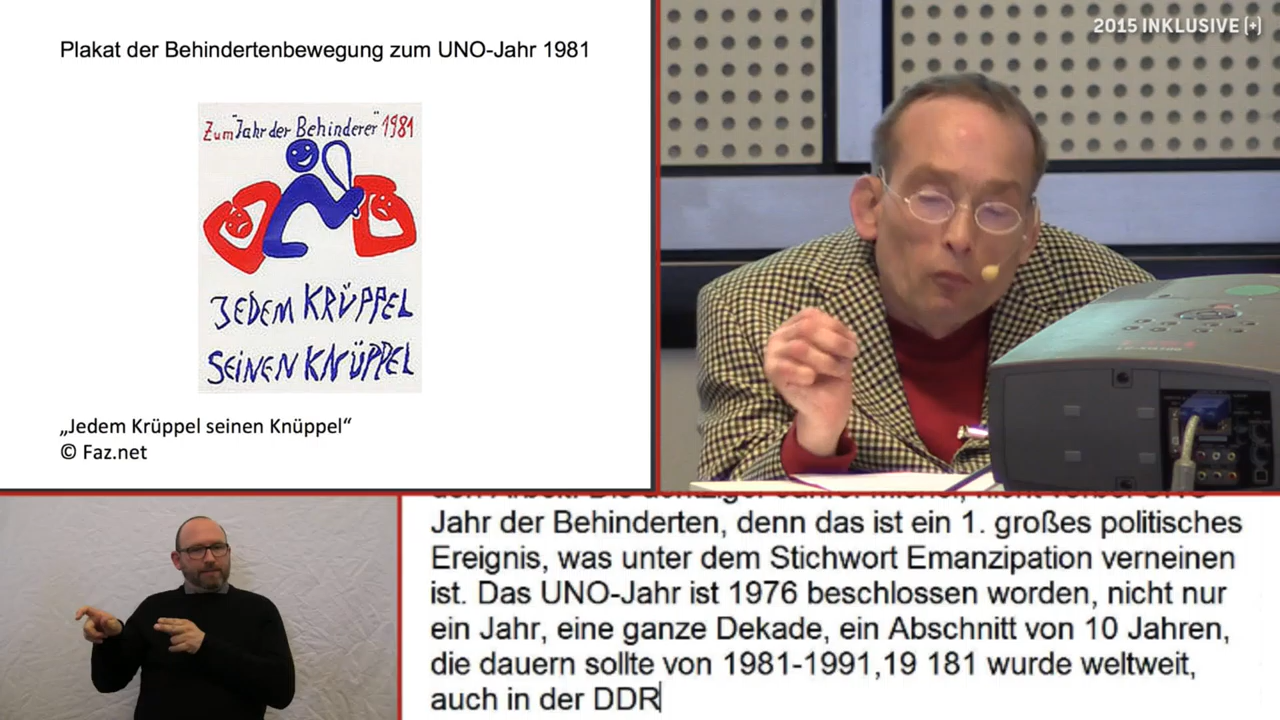 Plakat der Behindertenbewegung zum UNO-Jahr 1981
2015 INKLUSIVE [+]
Zum "Jahr der Behinderer" 1981
JEDEM KRÜPPEL
SEINEN KNÜPPEL
„Jedem Krüppel seinen Knüppel“
© Faz.net
Jahr der Behinderten, denn das ist ein 1. großes politisches
Ereignis, was unter dem Stichwort Emanzipation verneinen
ist. Das UNO-Jahr ist 1976 beschlossen worden, nicht nur
ein Jahr, eine ganze Dekade, ein Abschnitt von 10 Jahren,
die dauern sollte von 1981-1991,19 181 wurde weltweit,
auch in der DDR